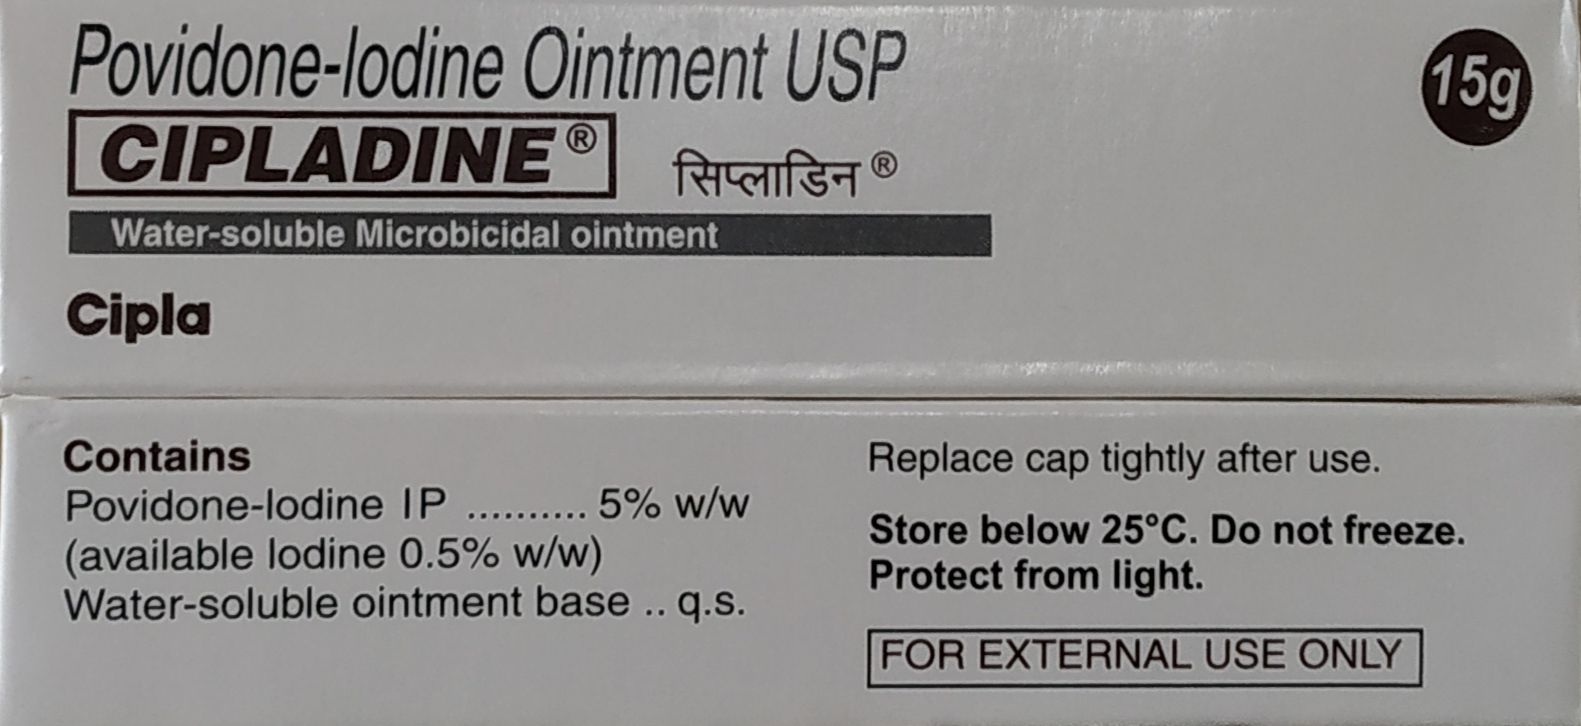 Povidone-Iodine Ointment USP
15g
CIPLADINE® सिप्लाडिन®
Water-soluble Microbicidal ointment
Cipla
Contains
Povidone-Iodine IP .......... 5% w/w
(available Iodine 0.5% w/w)
Water-soluble ointment base .. q.s.
Replace cap tightly after use.
Store below 25°C. Do not freeze.
Protect from light.
FOR EXTERNAL USE ONLY